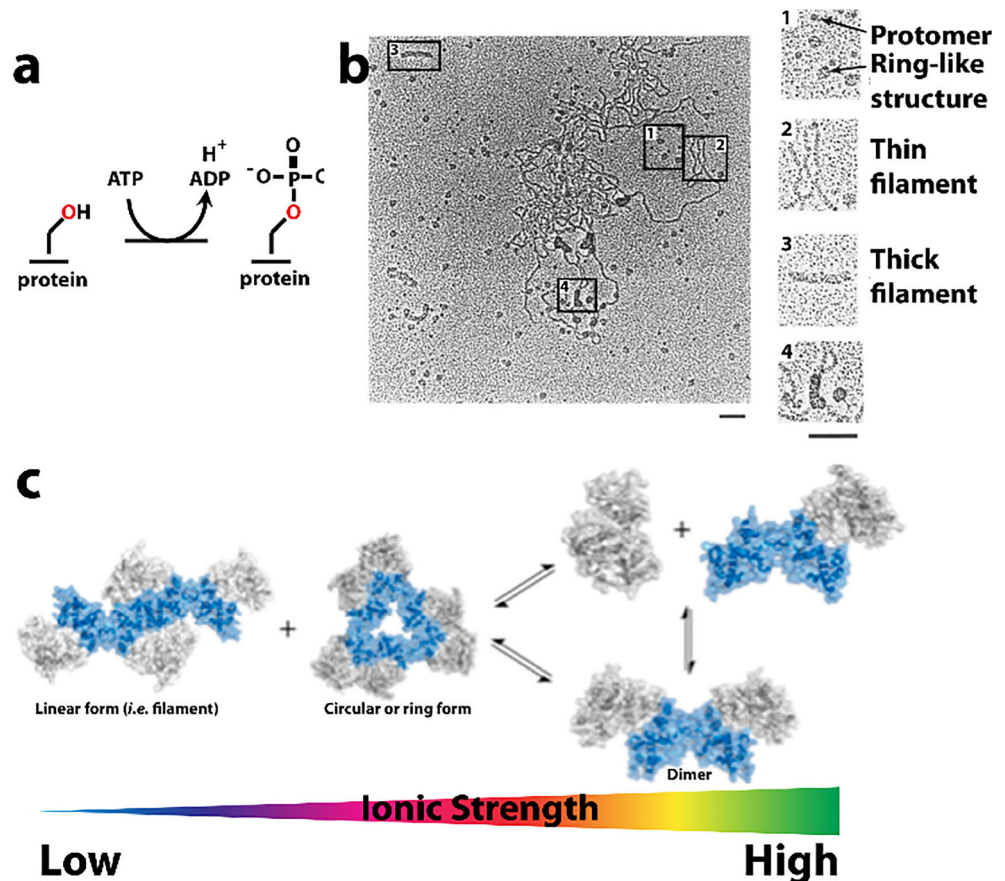 a
ATP
H+
ADP
O
-O
P
C
OH
O
protein
protein
b
3
1
2
4
1
Protomer
Ring-like
structure
2
Thin
filament
3
Thick
filament
4
c
+
+
Linear form (i.e. filament)
Circular or ring form
Dimer
Ionic Strength
Low
High